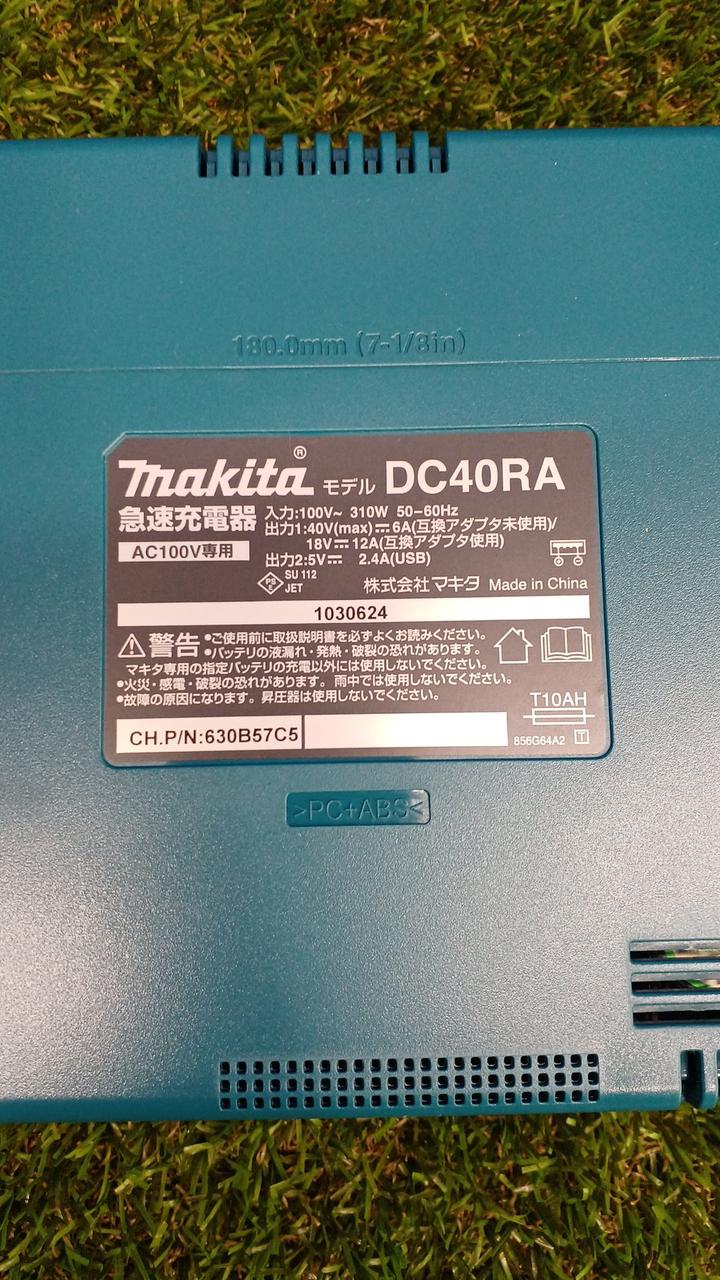 180.0mm (7-1/8in)
makita® モデル DC40RA
急速充電器 入力:100V~ 310W 50-60Hz
出力1:40V(max)⎓6A(互換アダプタ未使用)/
AC100V専用 18V⎓12A(互換アダプタ使用)
出力2:5V⎓ 2.4A(USB)
PS E SU 112 JET 株式会社マキタ Made in China
1030624
警告 •ご使用前に取扱説明書を必ずよくお読みください。
•バッテリの液漏れ・発熱・破裂の恐れがあります。
マキタ専用の指定バッテリの充電以外には使用しないでください。
•火災・感電・破裂の恐れがあります。雨中では使用しないでください。
•故障の原因になります。昇圧器は使用しないでください。
T10AH
CH.P/N:630B57C5
856G64A2 T
>PC+ABS<